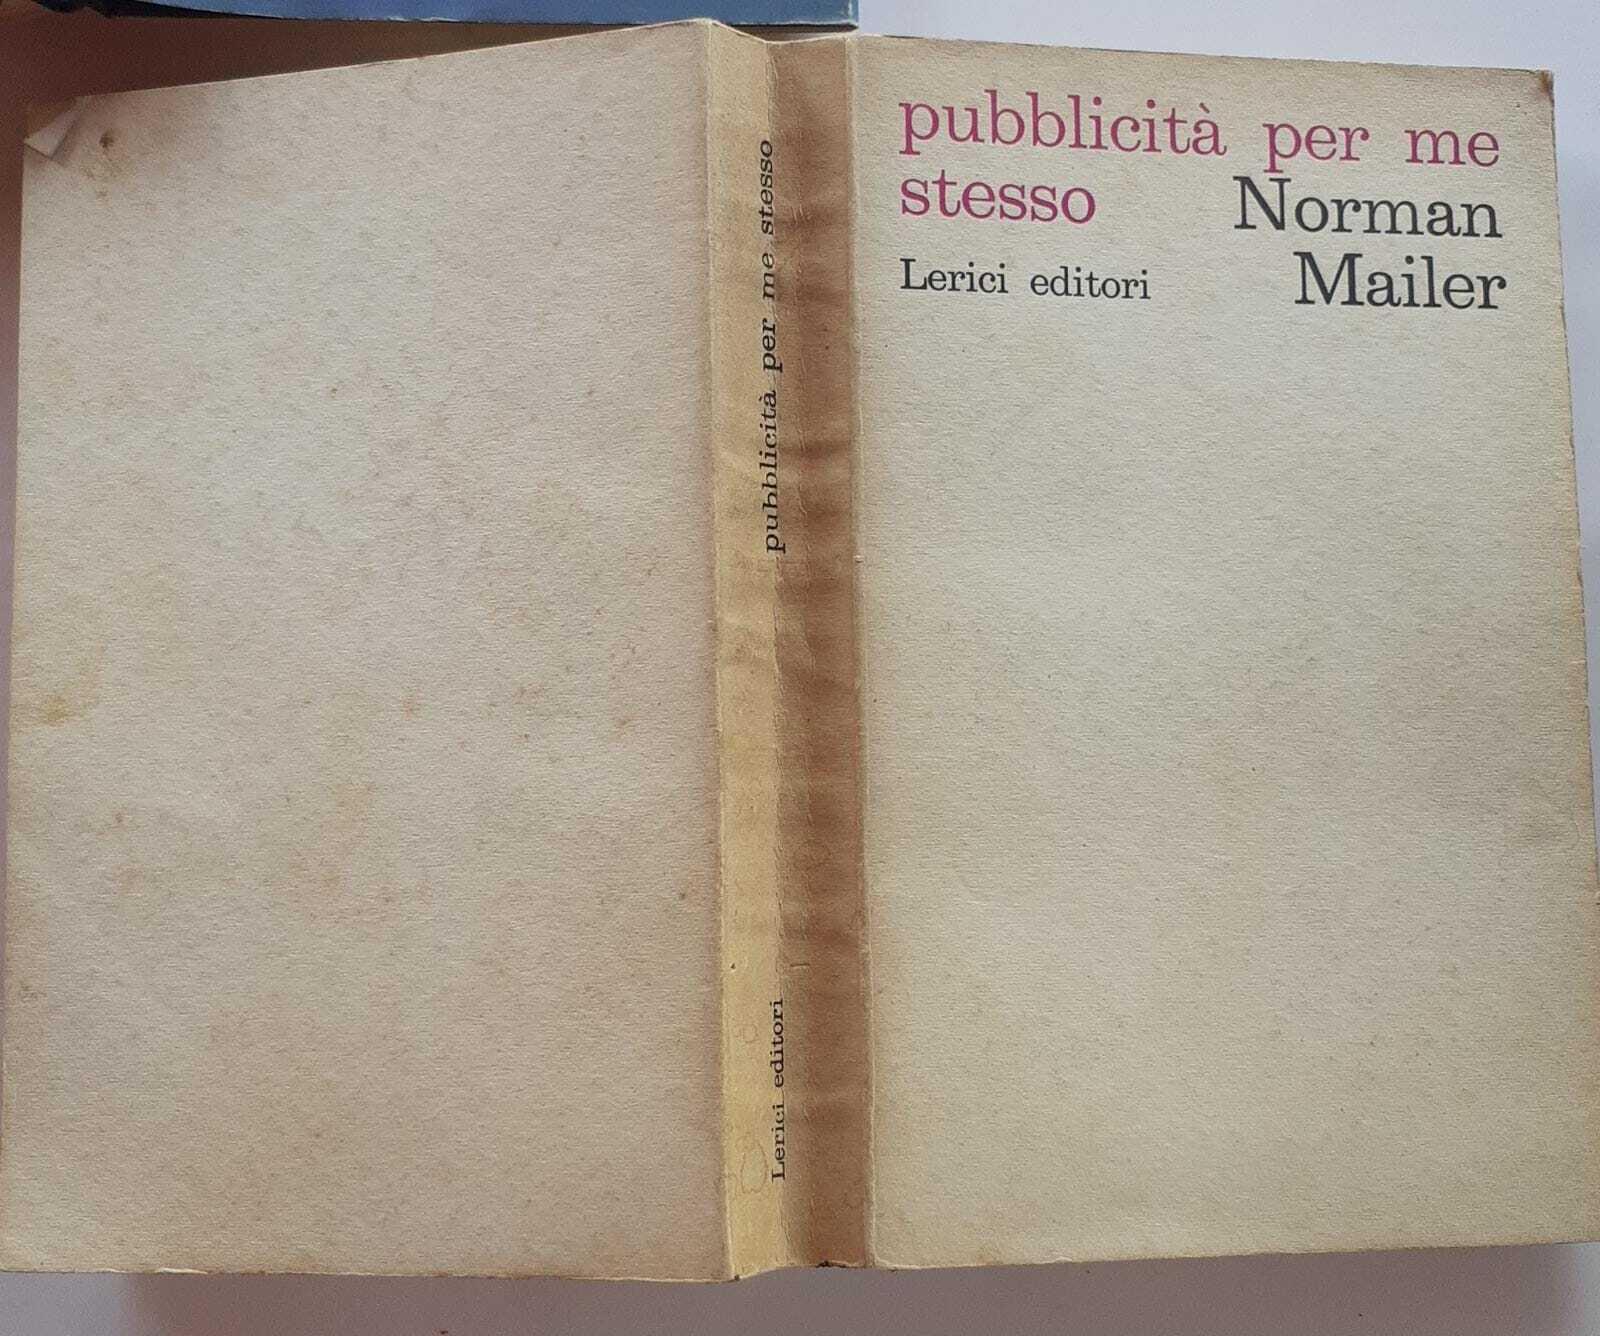 pubblicità per me
stesso Norman
Lerici editori Mailer
pubblicità per me stesso
Lerici editori